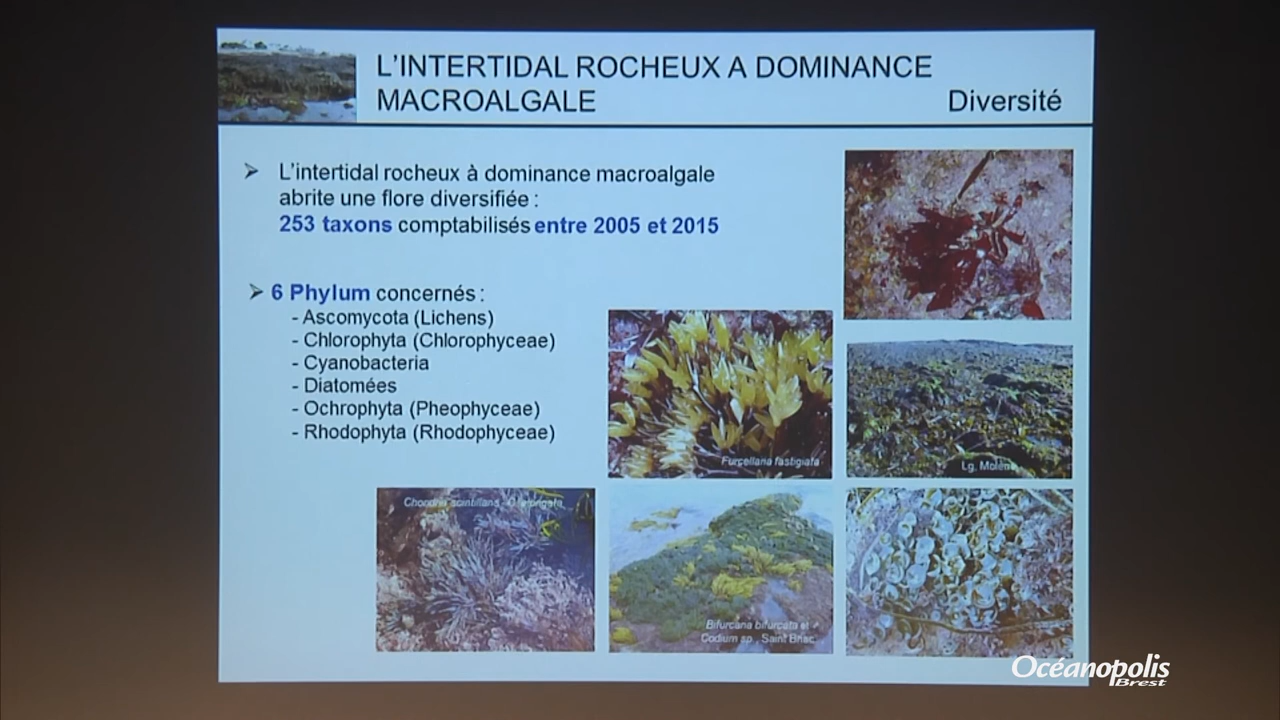 L'INTERTIDAL ROCHEUX A DOMINANCE
MACROALGALE
Diversité
➢ L'intertidal rocheux à dominance macroalgale
abrite une flore diversifiée :
253 taxons comptabilisés entre 2005 et 2015
➢ 6 Phylum concernés :
- Ascomycota (Lichens)
- Chlorophyta (Chlorophyceae)
- Cyanobacteria
- Diatomées
- Ochrophyta (Pheophyceae)
- Rhodophyta (Rhodophyceae)
Furcellaria fastigiata
Lg. Molène
Bifurcaria bifurcata et
Codium sp., Saint Briac
Océanopolis
Brest